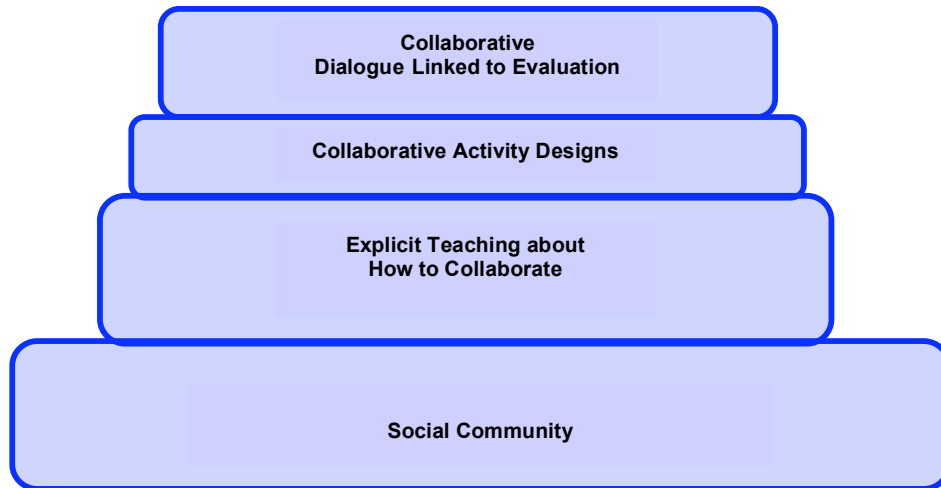 Collaborative
Dialogue Linked to Evaluation
Collaborative Activity Designs
Explicit Teaching about
How to Collaborate
Social Community